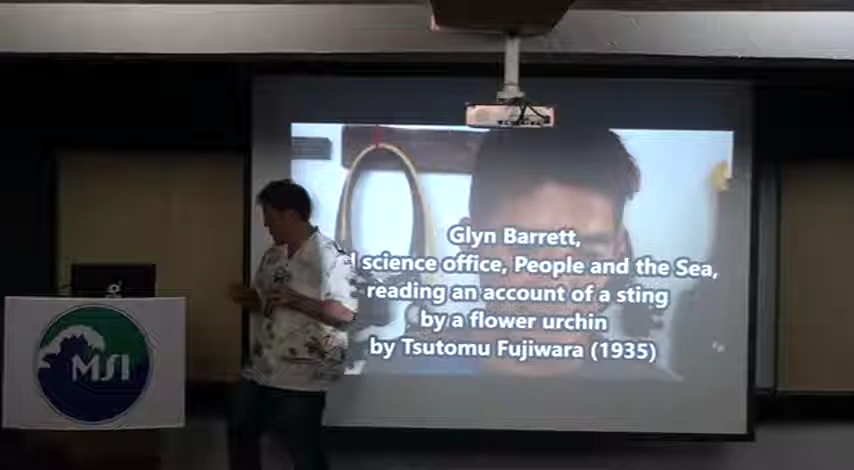 Glyn Barrett,
science office, People and the Sea,
reading an account of a sting
by a flower urchin
by Tsutomu Fujiwara (1935)
MSI